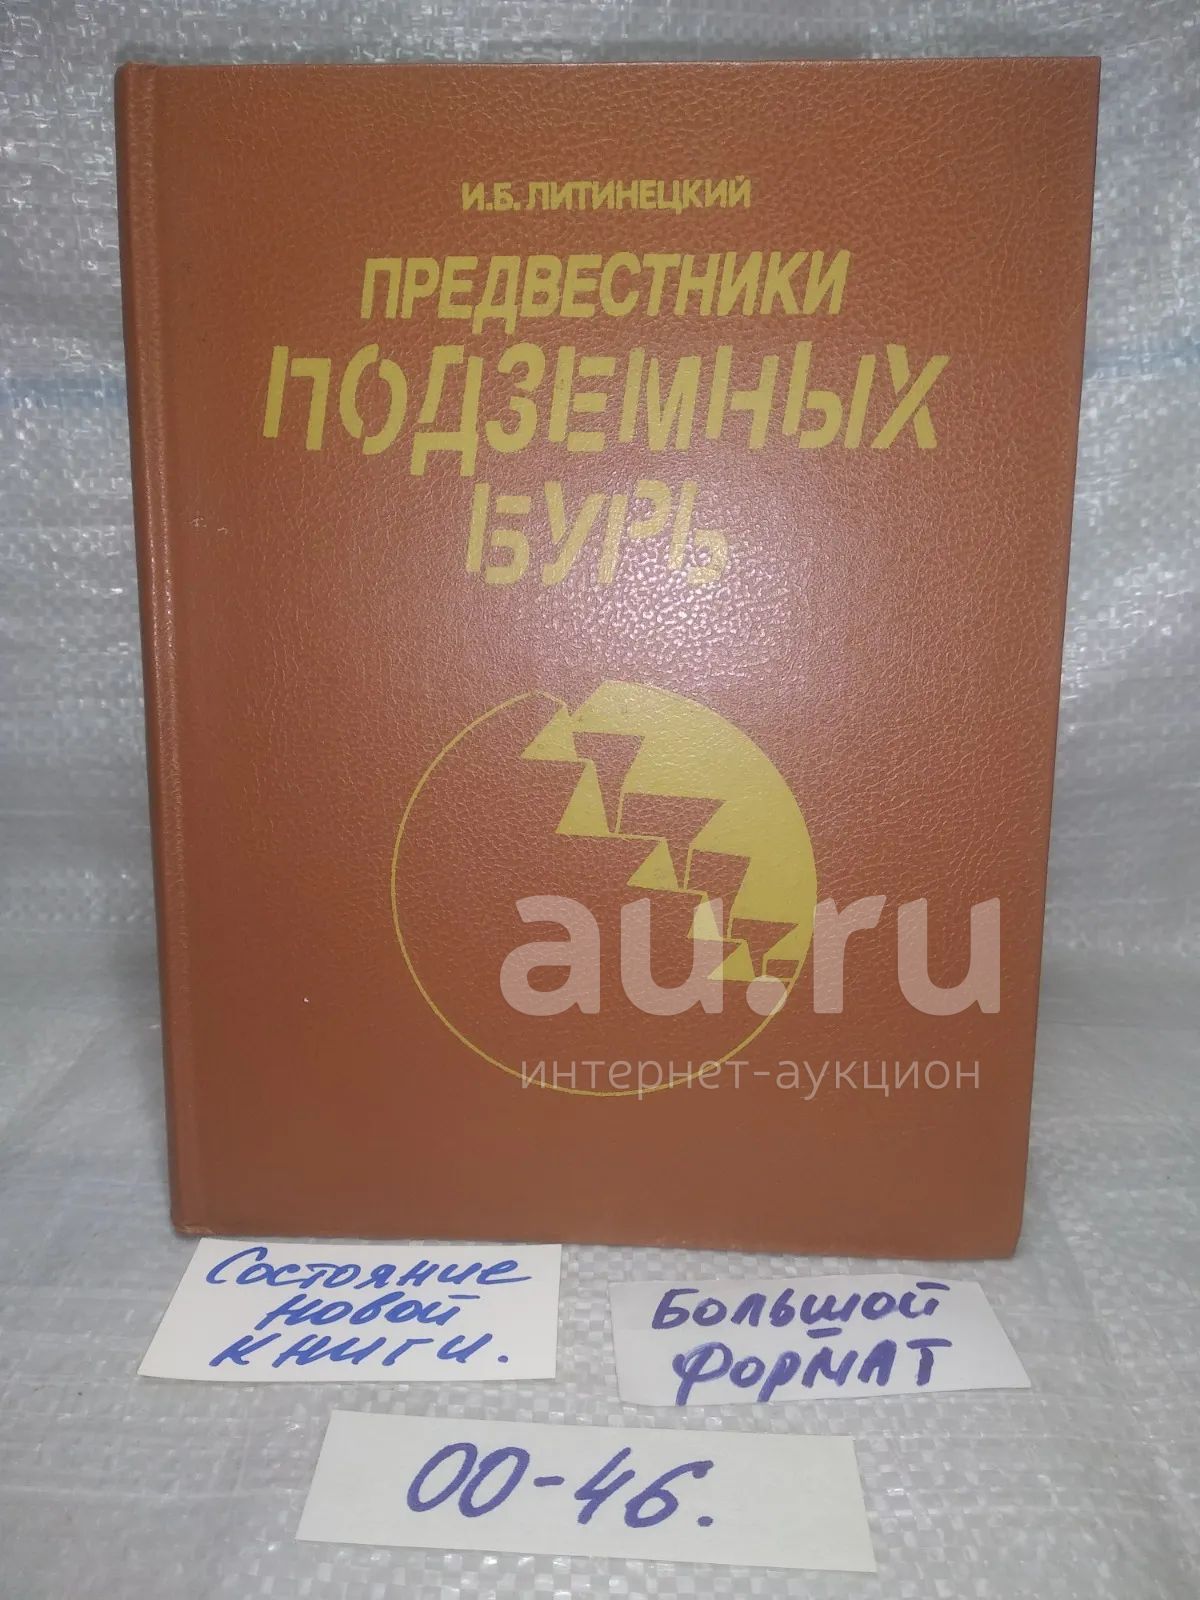 И.Б. ЛИТИНЕЦКИЙ
ПРЕДВЕСТНИКИ
ПОДЗЕМНЫХ
БУРЬ
au.ru
интернет-аукцион
Состояние
новой
книги.
Большой
формат
00-46.